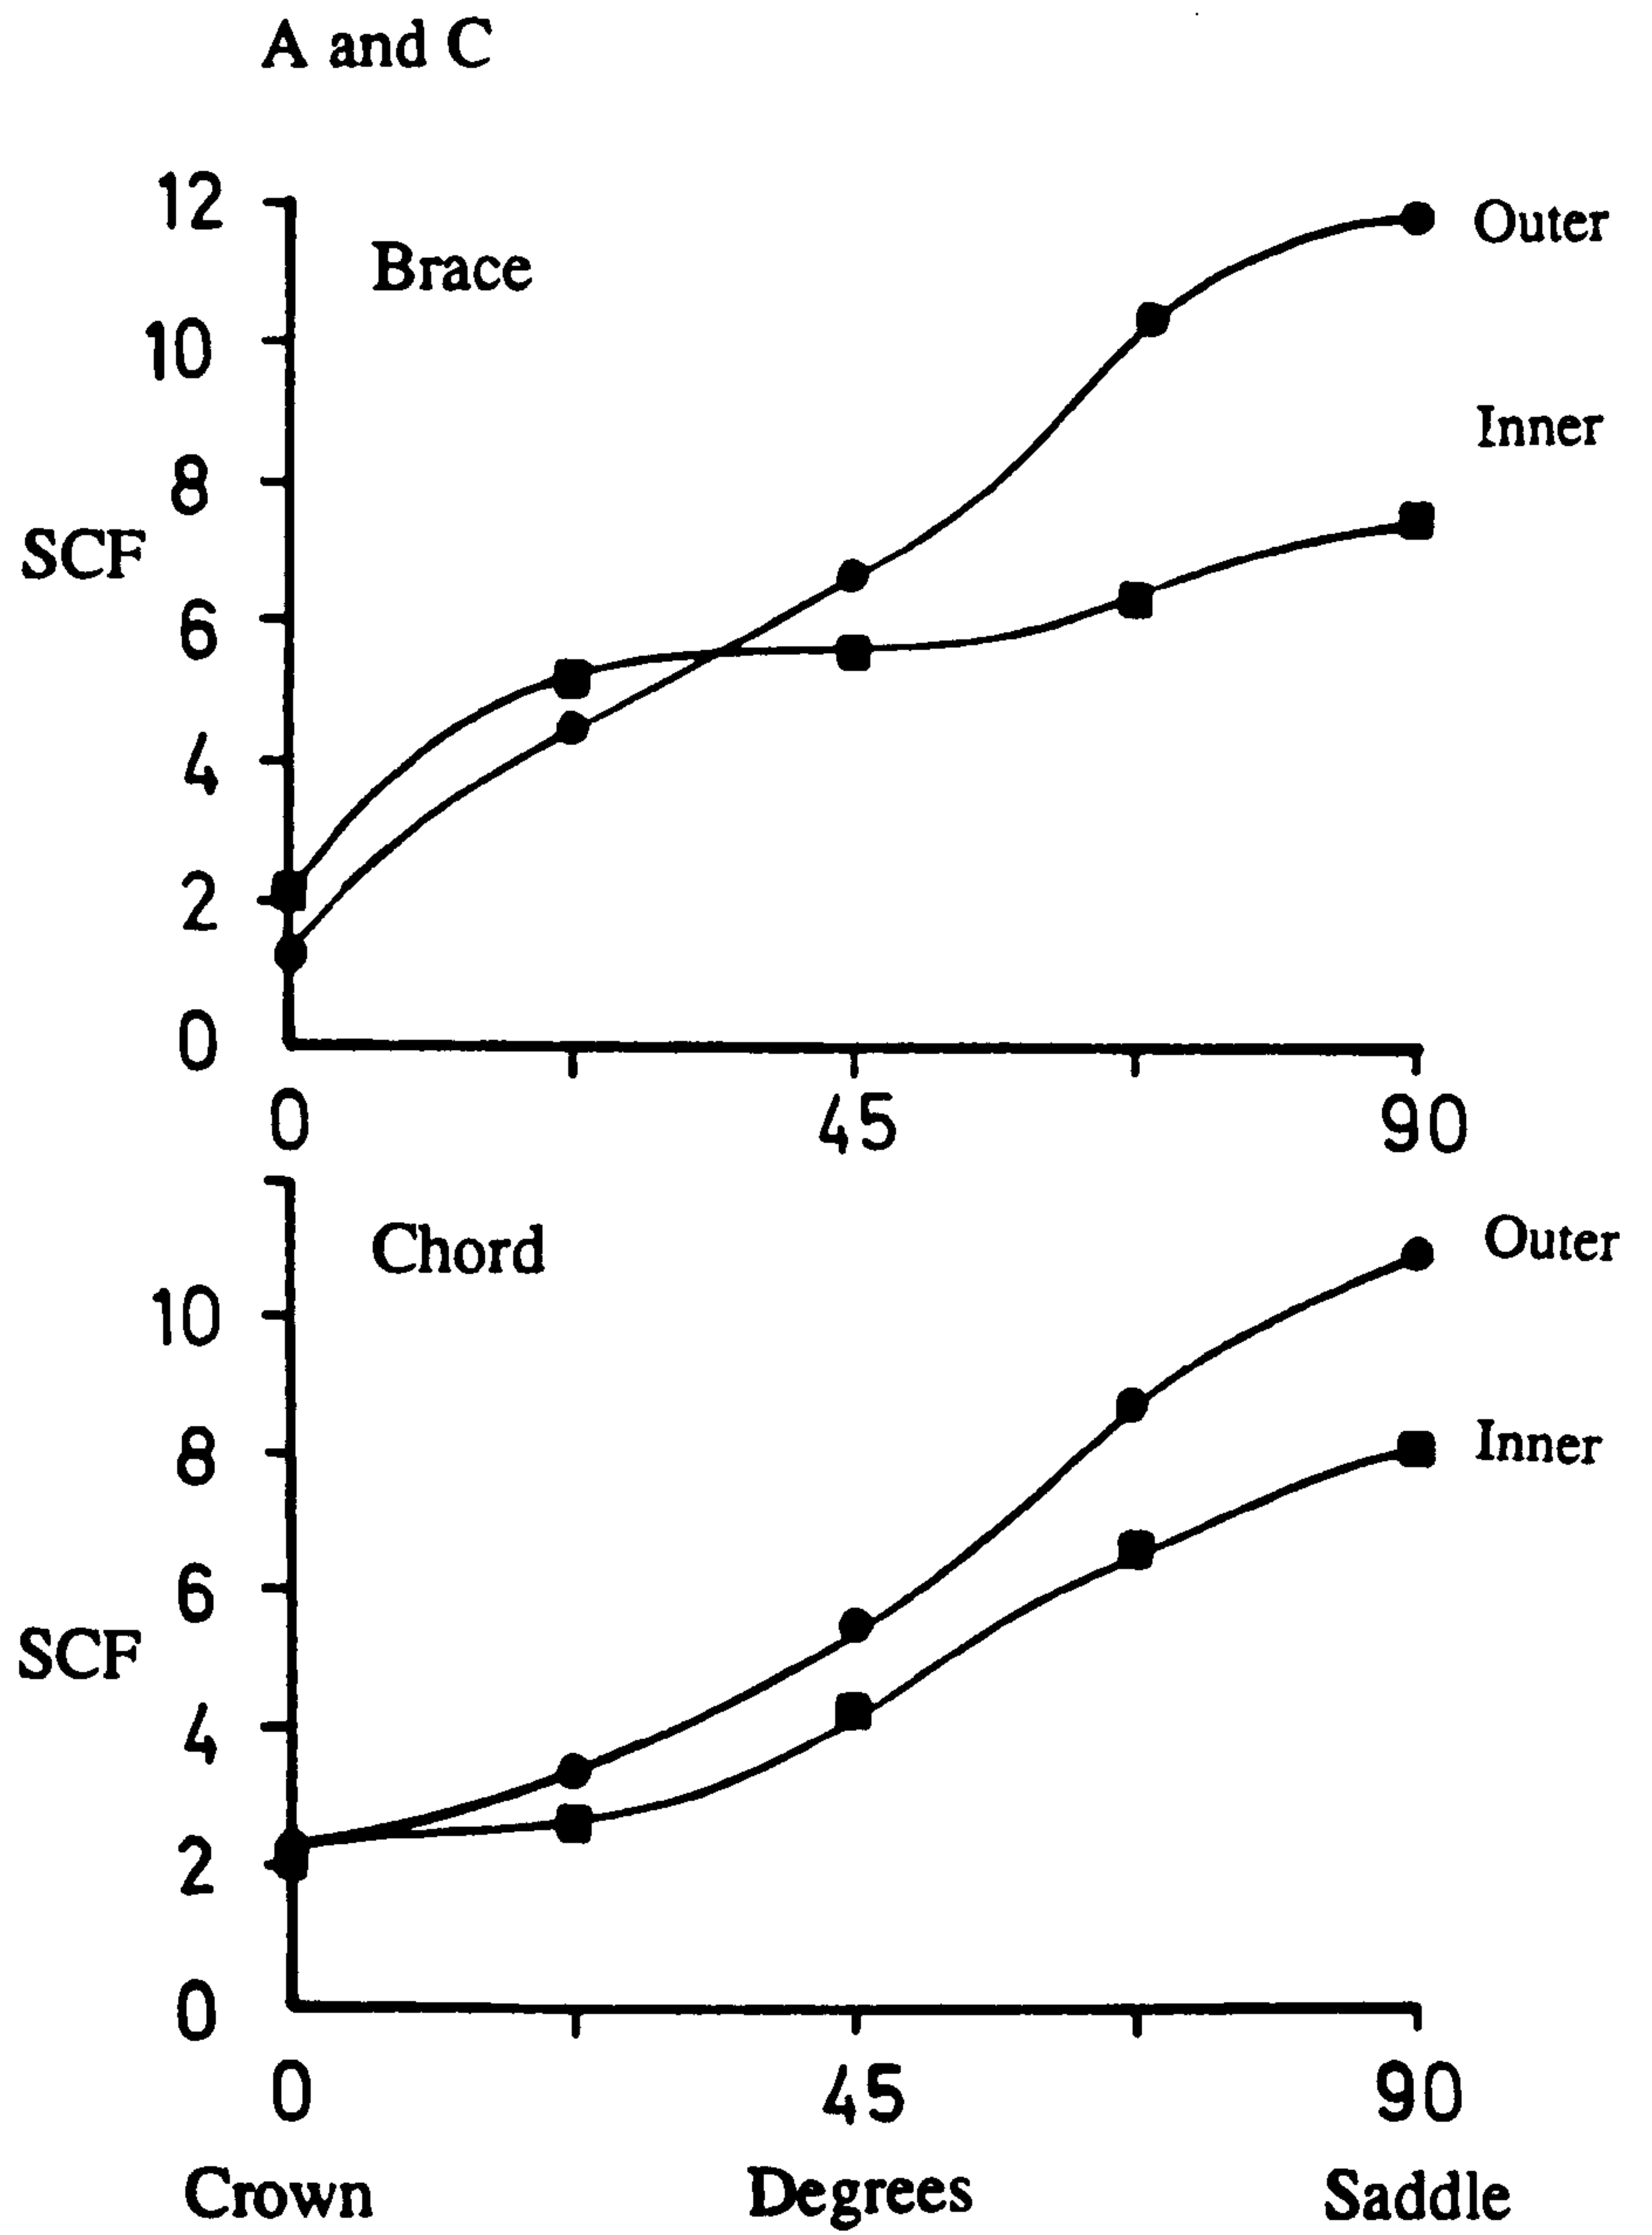 A and C
12
Outer
Brace
10
Inner
8
SCF
6
4
2
0
0 45 90
Outer
Chord
10
Inner
8
6
SCF
4
2
0
0 45 90
Crown Degrees Saddle